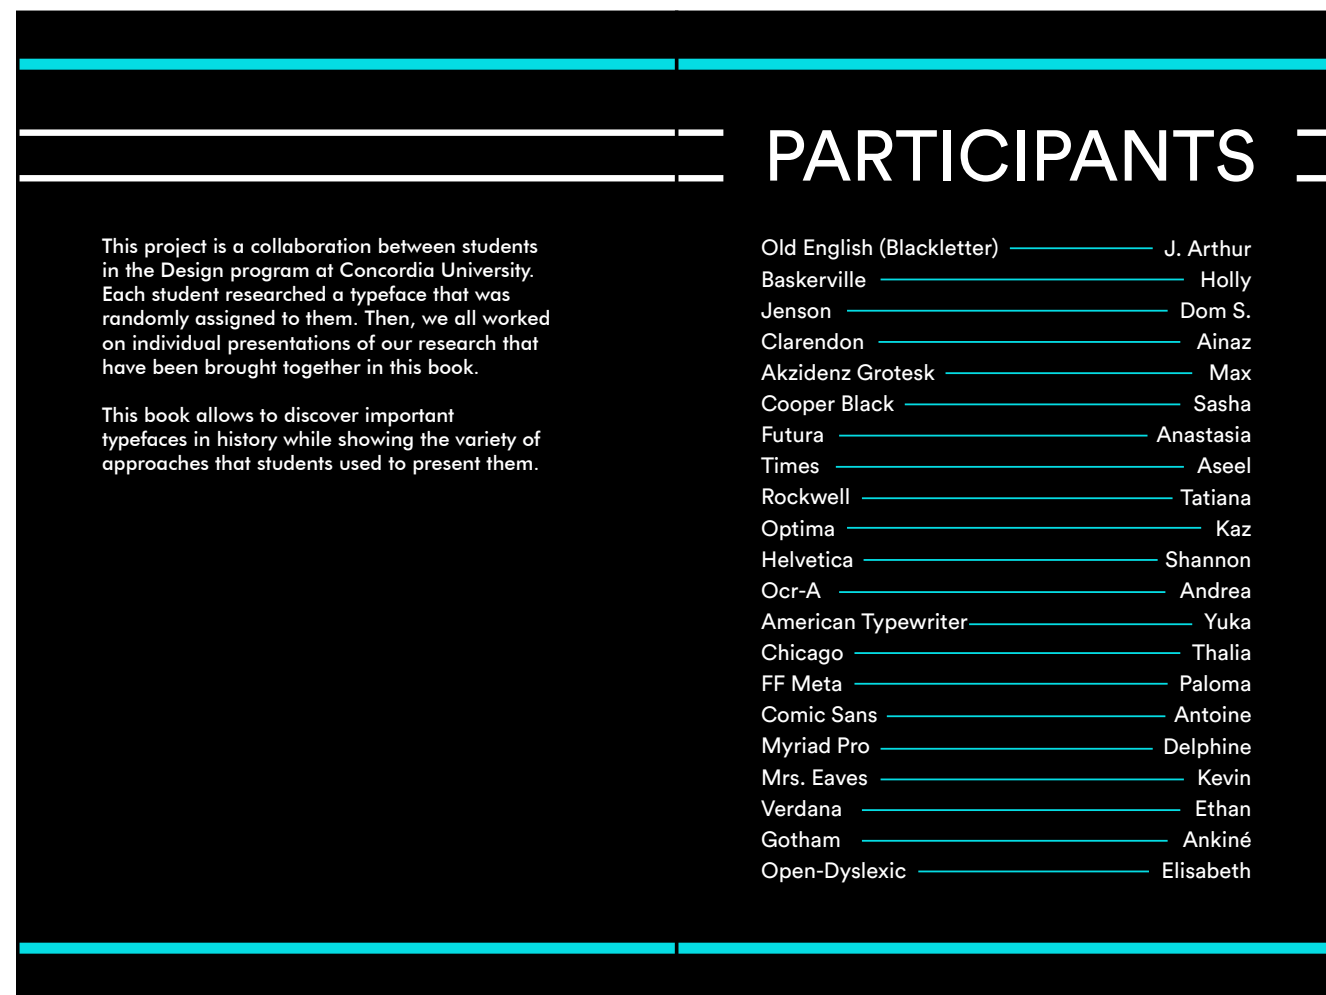 PARTICIPANTS
This project is a collaboration between students
in the Design program at Concordia University.
Each student researched a typeface that was
randomly assigned to them. Then, we all worked
on individual presentations of our research that
have been brought together in this book.
This book allows to discover important
typefaces in history while showing the variety of
approaches that students used to present them.
Old English (Blackletter) J. Arthur
Baskerville Holly
Jenson Dom S.
Clarendon Ainaz
Akzidenz Grotesk Max
Cooper Black Sasha
Futura Anastasia
Times Aseel
Rockwell Tatiana
Optima Kaz
Helvetica Shannon
Ocr-A Andrea
American Typewriter Yuka
Chicago Thalia
FF Meta Paloma
Comic Sans Antoine
Myriad Pro Delphine
Mrs. Eaves Kevin
Verdana Ethan
Gotham Ankiné
Open-Dyslexic Elisabeth